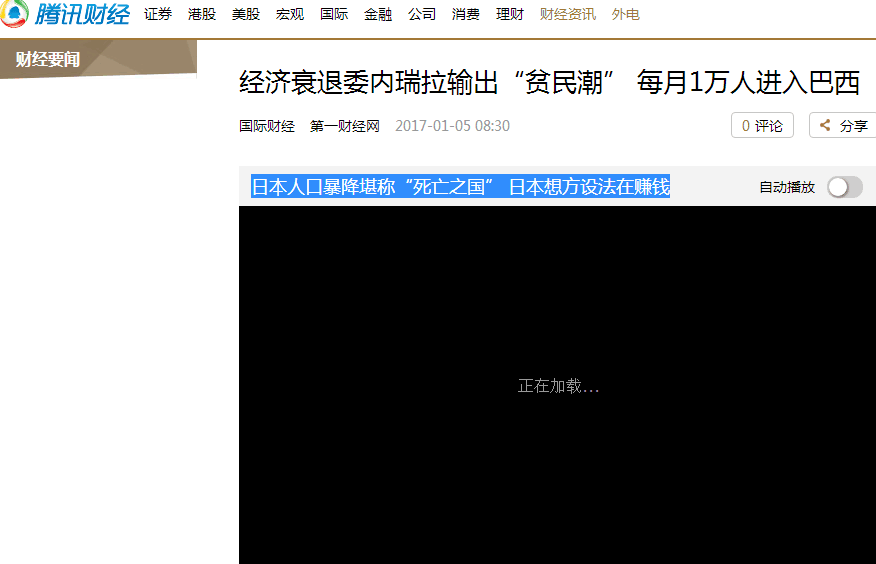 腾讯财经 证券 港股 美股 宏观 国际 金融 公司 消费 理财 财经资讯 外电
财经要闻
经济衰退委内瑞拉输出“贫民潮” 每月1万人进入巴西
国际财经 第一财经网 2017-01-05 08:30 0 评论 分享
日本人口暴降堪称“死亡之国” 日本想方设法在赚钱 自动播放
正在加载...